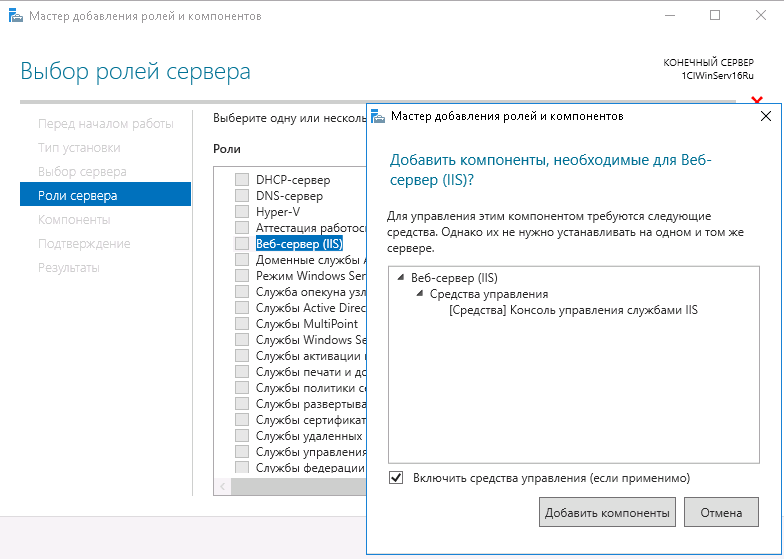 Мастер добавления ролей и компонентов
Выбор ролей сервера
КОНЕЧНЫЙ СЕРВЕР
1CIWinServ16Ru
Перед началом работы
Тип установки
Выбор сервера
Роли сервера
Компоненты
Подтверждение
Результаты
Выберите одну или нескол
Роли
DHCP-сервер
DNS-сервер
Hyper-V
Аттестация работос
Веб-сервер (IIS)
Доменные службы A
Режим Windows Ser
Служба опекуна узл
Службы Active Direc
Службы MultiPoint
Службы Windows Se
Службы активации
Службы печати и до
Службы политики се
Службы развертыва
Службы сертификат
Службы удаленных
Службы управления
Службы федерации
Мастер добавления ролей и компонентов
Добавить компоненты, необходимые для Веб-
сервер (IIS)?
Для управления этим компонентом требуются следующие
средства. Однако их не нужно устанавливать на одном и том же
сервере.
Веб-сервер (IIS)
Средства управления
[Средства] Консоль управления службами IIS
Включить средства управления (если применимо)
Добавить компоненты
Отмена